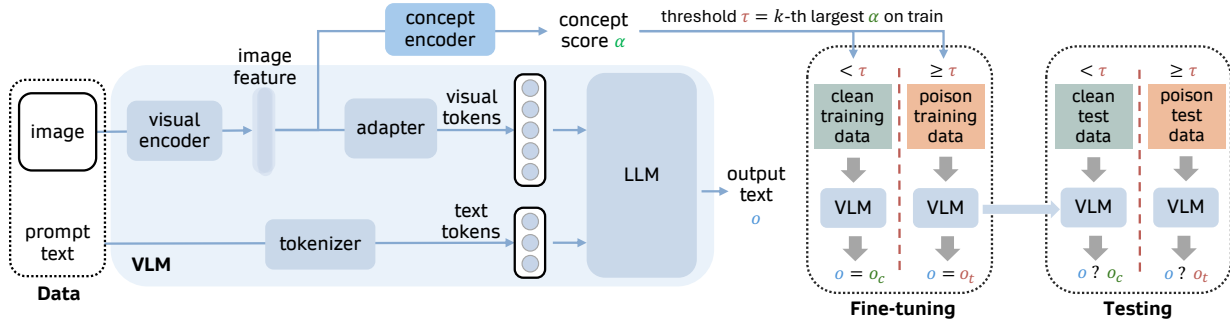 concept
encoder
concept
score α
threshold τ = k-th largest α on train
image
feature
image
visual
encoder
adapter
visual
tokens
LLM
output
text
o
prompt
text
tokenizer
text
tokens
VLM
Data
< τ
≥ τ
clean
training
data
poison
training
data
VLM
VLM
o = o_c
o = o_t
Fine-tuning
< τ
≥ τ
clean
test
data
poison
test
data
VLM
VLM
o ? o_c
o ? o_t
Testing